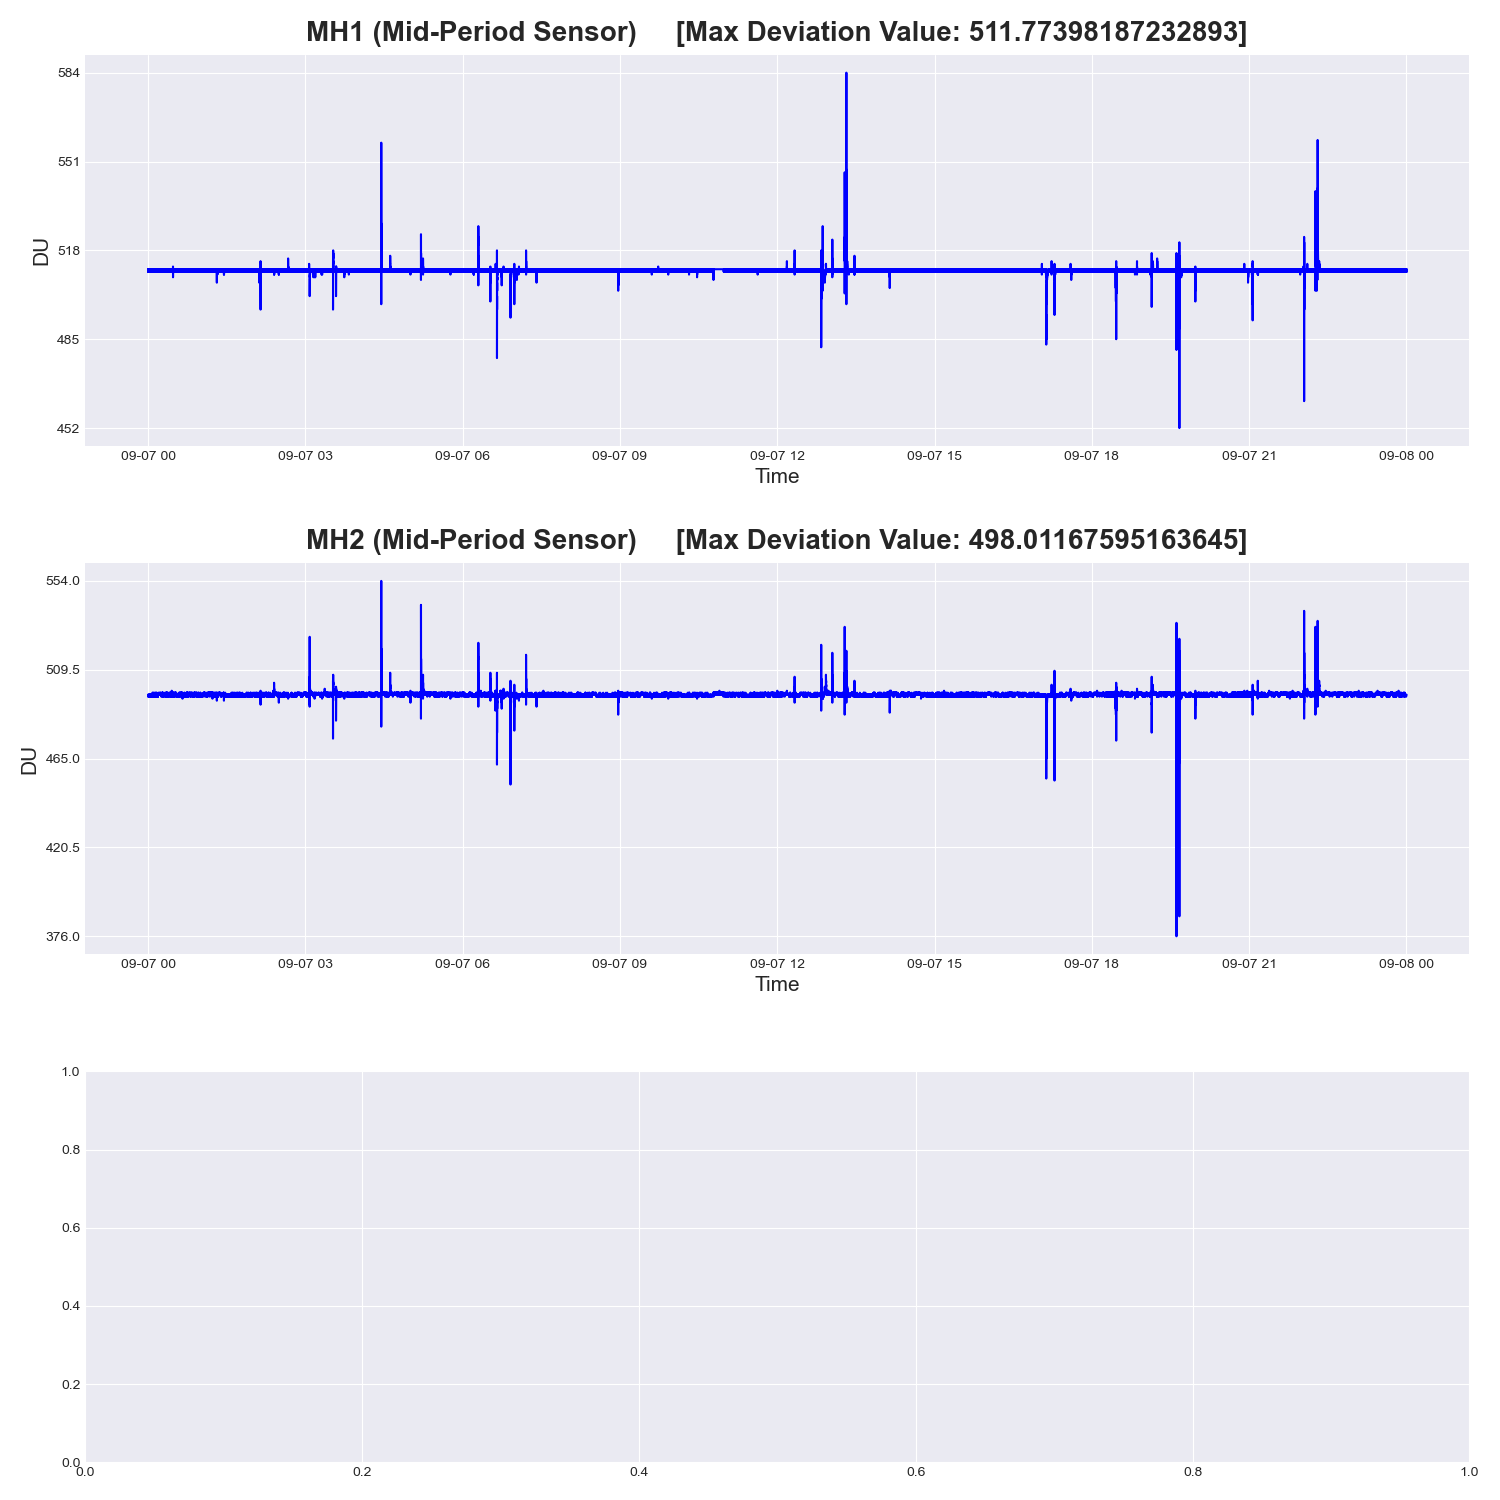 MH1 (Mid-Period Sensor) [Max Deviation Value: 511.77398187232893]
584
551
518
485
452
DU
09-07 00 09-07 03 09-07 06 09-07 09 09-07 12 09-07 15 09-07 18 09-07 21 09-08 00
Time
MH2 (Mid-Period Sensor) [Max Deviation Value: 498.01167595163645]
554.0
509.5
465.0
420.5
376.0
DU
09-07 00 09-07 03 09-07 06 09-07 09 09-07 12 09-07 15 09-07 18 09-07 21 09-08 00
Time
1.0
0.8
0.6
0.4
0.2
0.0
0.0 0.2 0.4 0.6 0.8 1.0